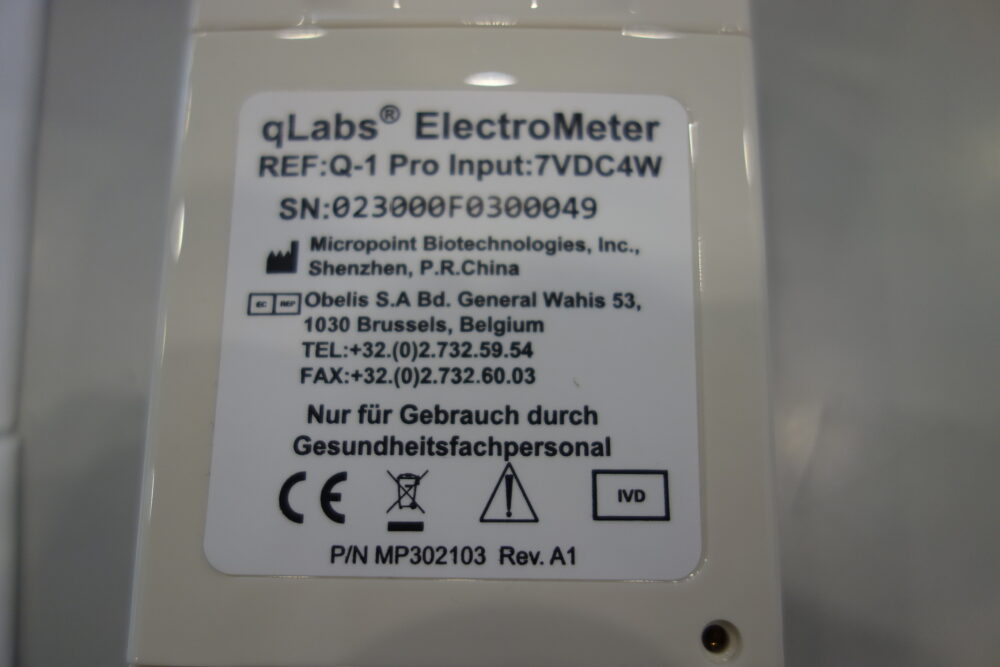 qLabs® ElectroMeter
REF:Q-1 Pro Input:7VDC4W
SN:023000F0300049
Micropoint Biotechnologies, Inc.,
Shenzhen, P.R.China
EC REP Obelis S.A Bd. General Wahis 53,
1030 Brussels, Belgium
TEL:+32.(0)2.732.59.54
FAX:+32.(0)2.732.60.03
Nur für Gebrauch durch
Gesundheitsfachpersonal
CE IVD
P/N MP302103 Rev. A1